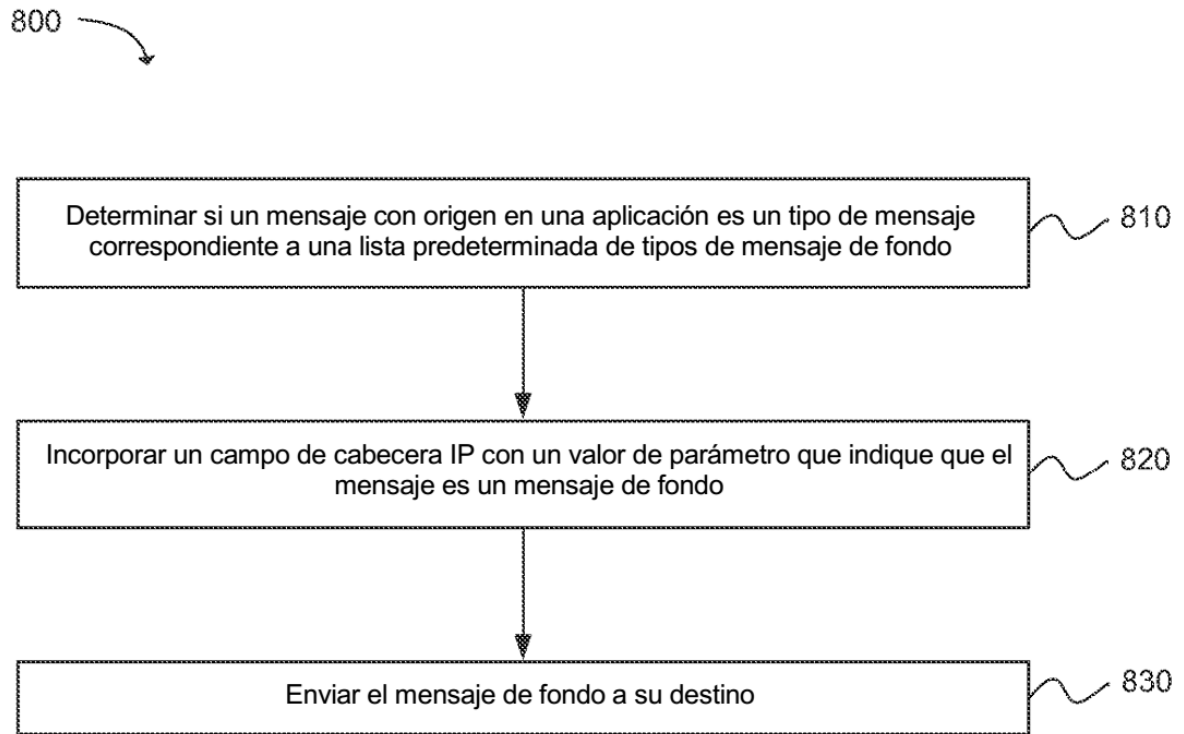 800
Determinar si un mensaje con origen en una aplicación es un tipo de mensaje
correspondiente a una lista predeterminada de tipos de mensaje de fondo
810
Incorporar un campo de cabecera IP con un valor de parámetro que indique que el
mensaje es un mensaje de fondo
820
Enviar el mensaje de fondo a su destino
830